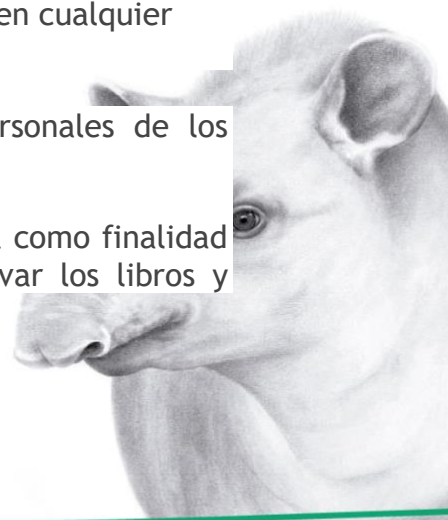 en cualquier
rsonales de los
como finalidad
var los libros y